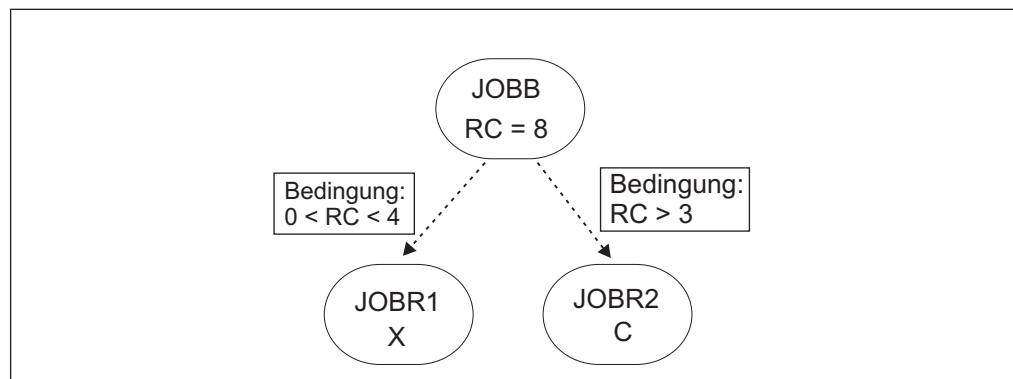 JOBB
RC = 8
Bedingung:
0 < RC < 4
Bedingung:
RC > 3
JOBR1
X
JOBR2
C